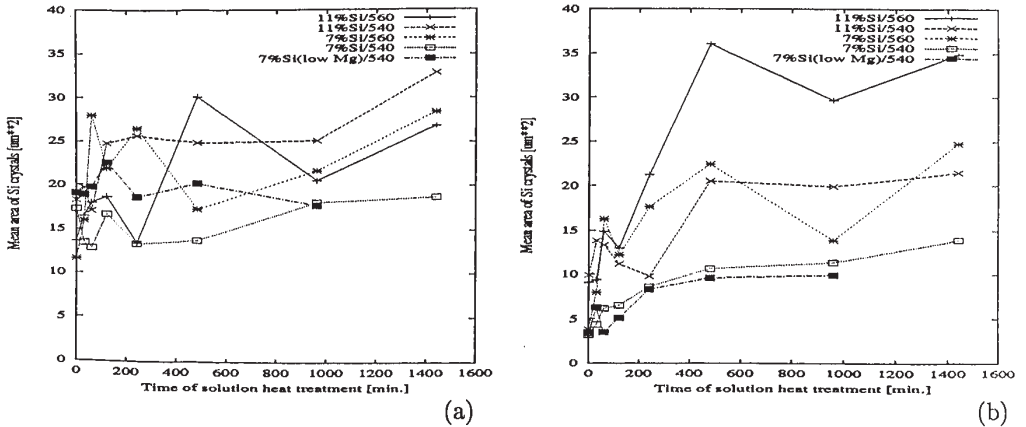 40
35
30
25
20
15
10
5
0
Mean area of Si crystals [um**2]
11%Si/560
11%Si/540
7%Si/560
7%Si/540
7%Si(low Mg)/540
0 200 400 600 800 1000 1200 1400 1600
Time of solution heat treatment [min.]
(a)
40
35
30
25
20
15
10
5
0
Mean area of Si crystals [um**2]
11%Si/560
11%Si/540
7%Si/560
7%Si/540
7%Si(low Mg)/540
0 200 400 600 800 1000 1200 1400 1600
Time of solution heat treatment [min.]
(b)